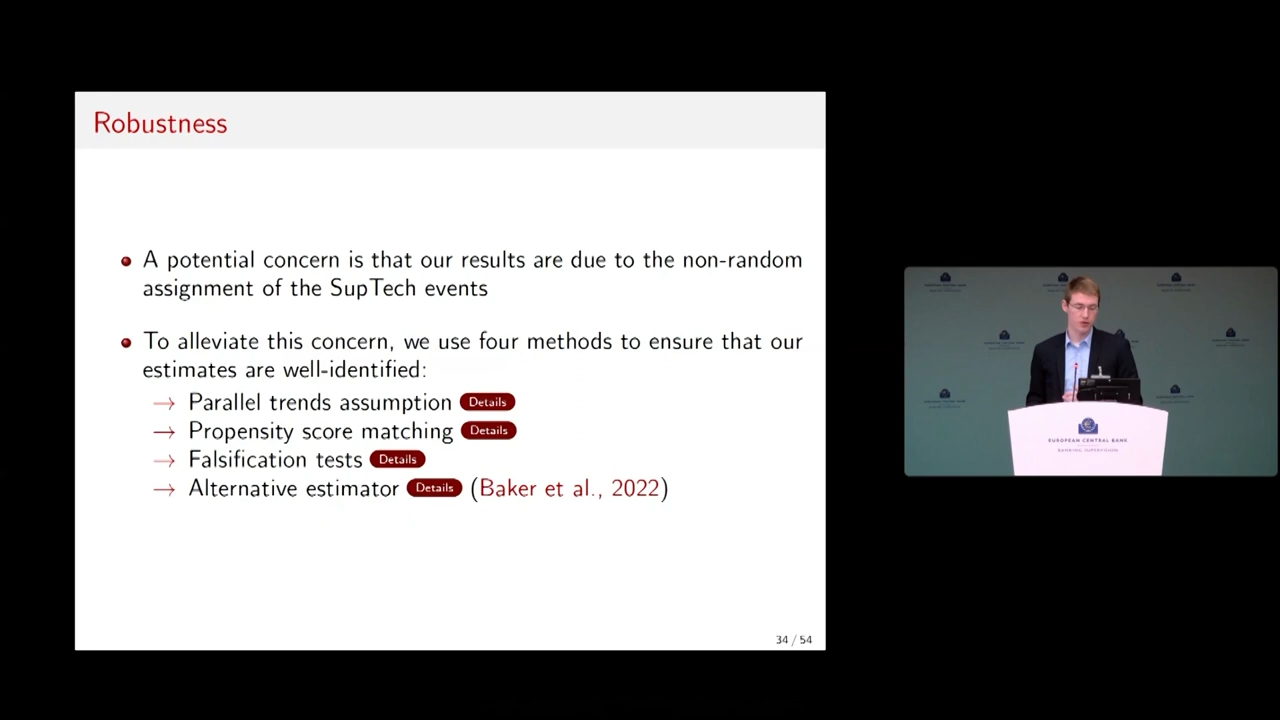 Robustness
A potential concern is that our results are due to the non-random
assignment of the SupTech events
To alleviate this concern, we use four methods to ensure that our
estimates are well-identified:
→ Parallel trends assumption Details
→ Propensity score matching Details
→ Falsification tests Details
→ Alternative estimator Details (Baker et al., 2022)
34 / 54
EUROPEAN CENTRAL BANK
BANKING SUPERVISION